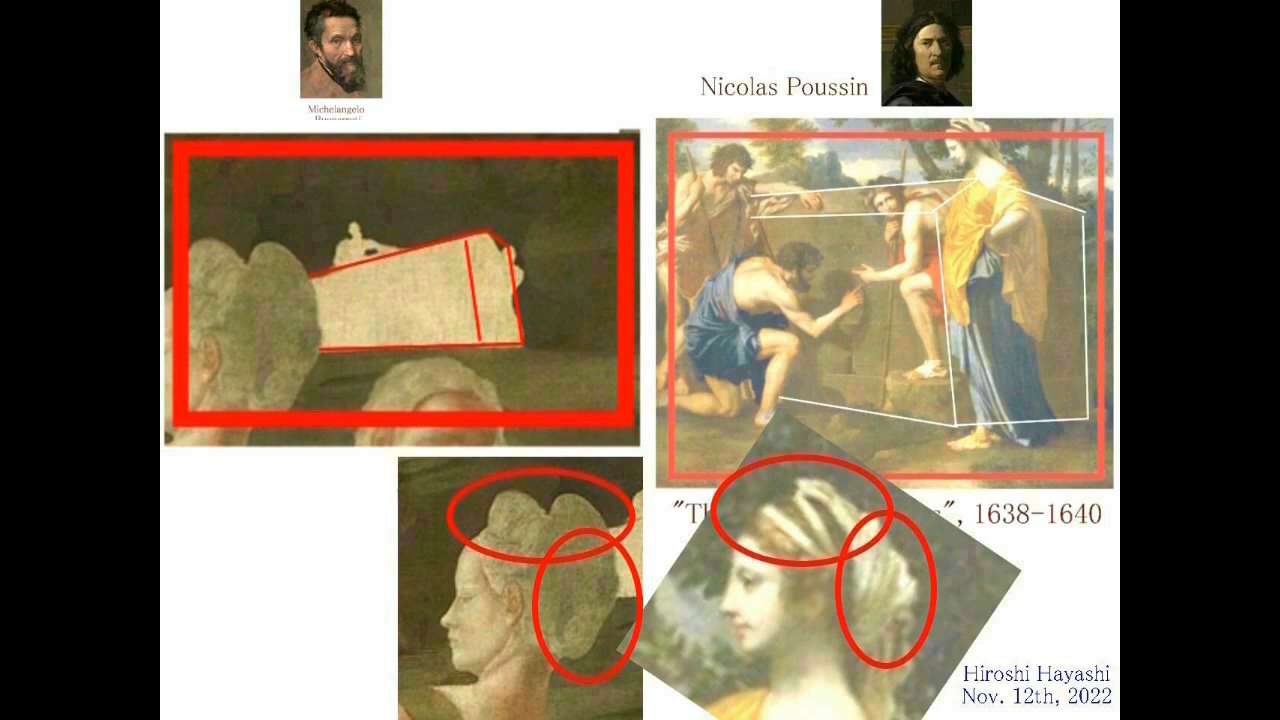 Michelangelo
Nicolas Poussin
", 1638-1640
Hiroshi Hayashi
Nov. 12th, 2022